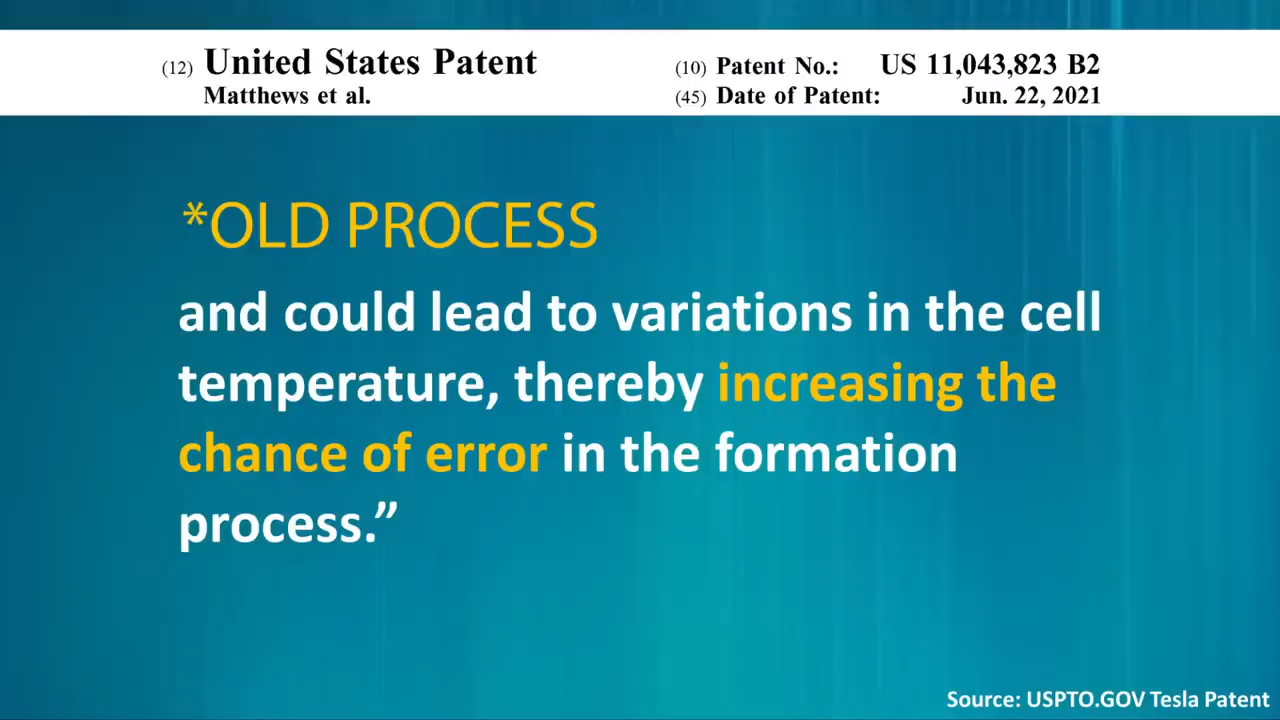 (12) United States Patent
Matthews et al.
(10) Patent No.: US 11,043,823 B2
(45) Date of Patent: Jun. 22, 2021
*OLD PROCESS
and could lead to variations in the cell
temperature, thereby increasing the
chance of error in the formation
process.”
Source: USPTO.GOV Tesla Patent